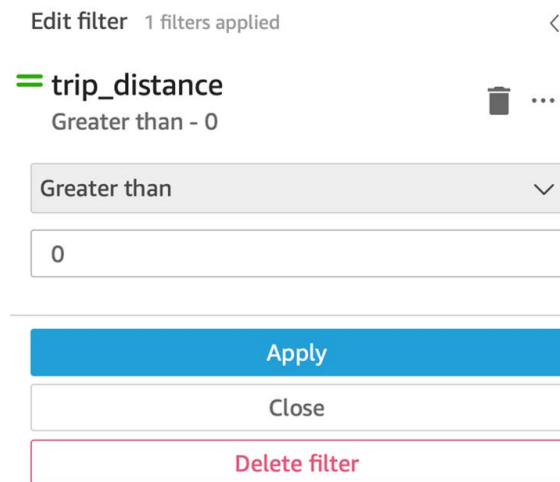 Edit filter 1 filters applied
trip_distance
Greater than - 0
Greater than
0
Apply
Close
Delete filter